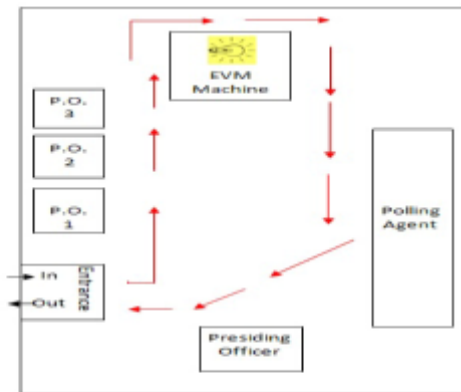 EVM
Machine
P.O.
3
P.O.
2
P.O.
1
Polling
Agent
In
Out
Entrance
Presiding
Officer